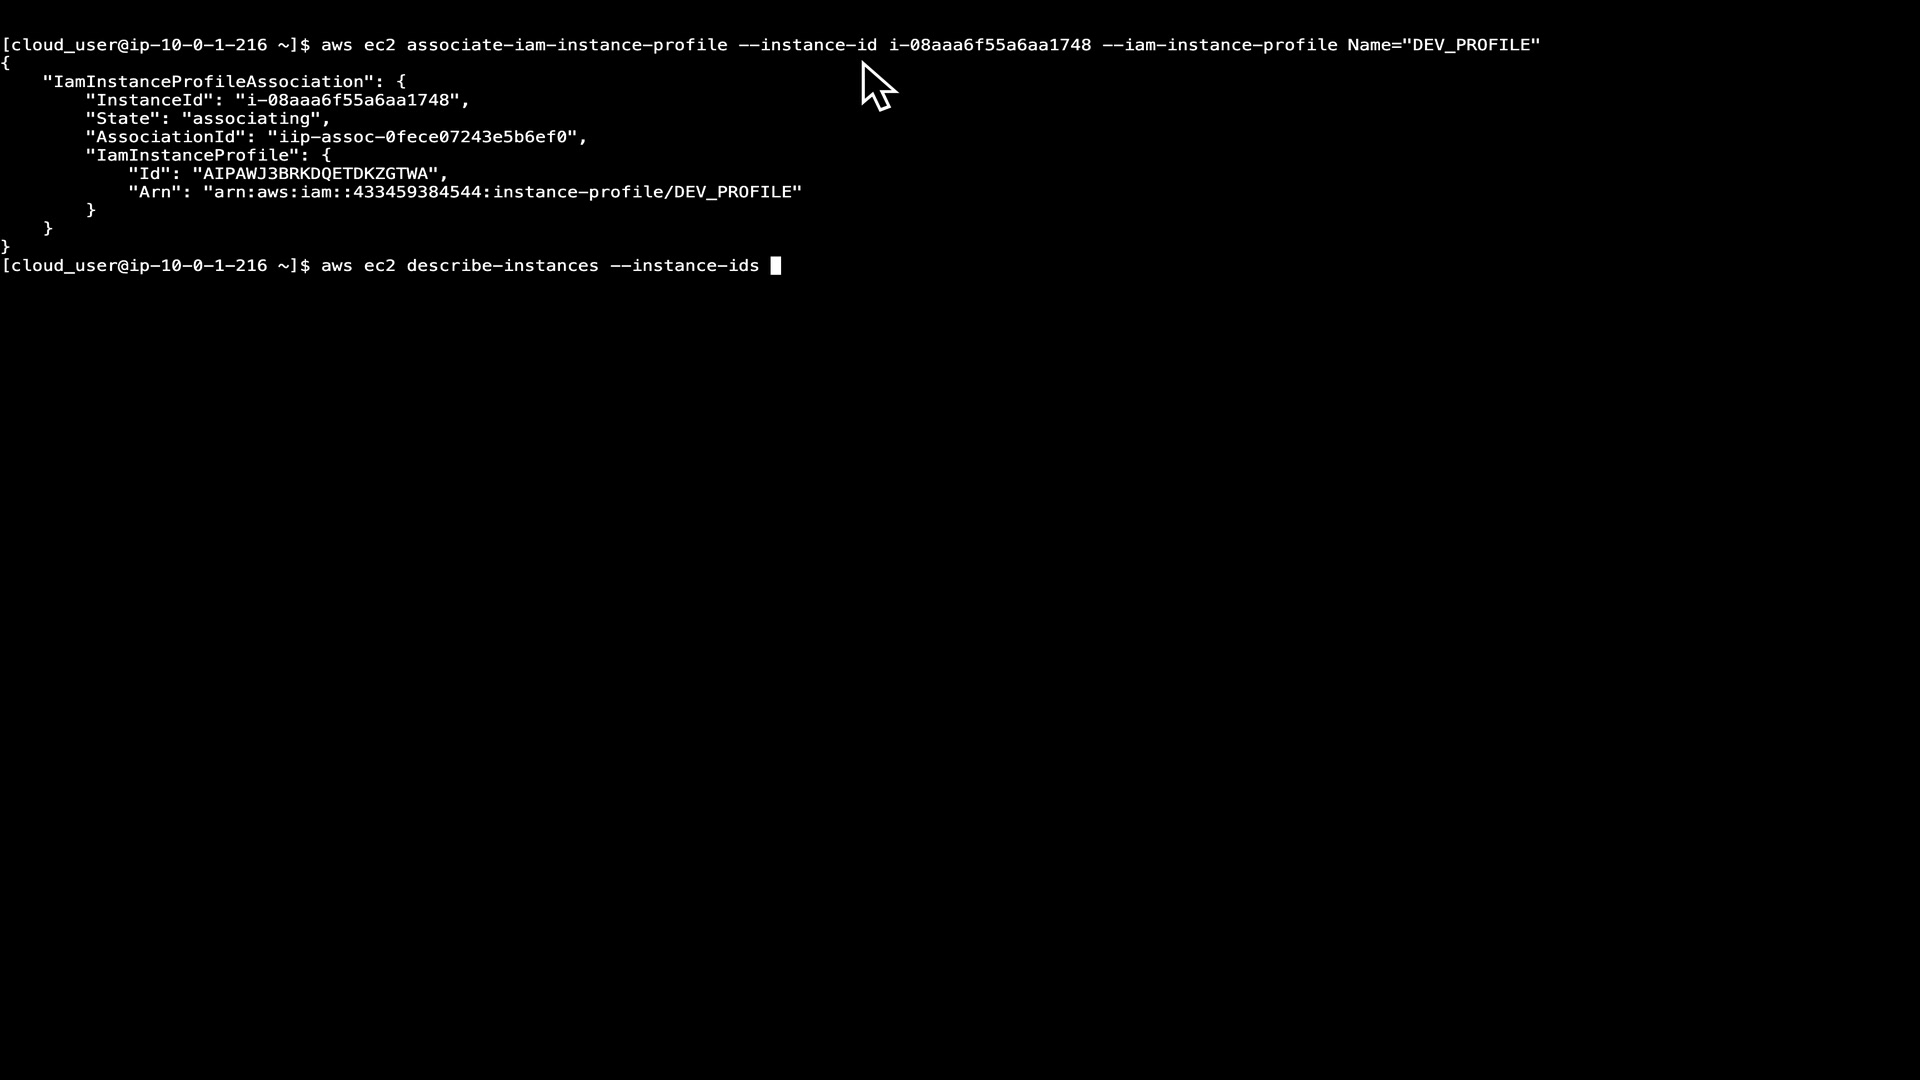 [cloud_user@ip-10-0-1-216 ~]$ aws ec2 associate-iam-instance-profile --instance-id i-08aaa6f55a6aa1748 --iam-instance-profile Name="DEV_PROFILE"
{
    "IamInstanceProfileAssociation": {
        "InstanceId": "i-08aaa6f55a6aa1748",
        "State": "associating",
        "AssociationId": "iip-assoc-0fece07243e5b6ef0",
        "IamInstanceProfile": {
            "Id": "AIPAWJ3BRKDQETDKZGTWA",
            "Arn": "arn:aws:iam::433459384544:instance-profile/DEV_PROFILE"
        }
    }
}
[cloud_user@ip-10-0-1-216 ~]$ aws ec2 describe-instances --instance-ids